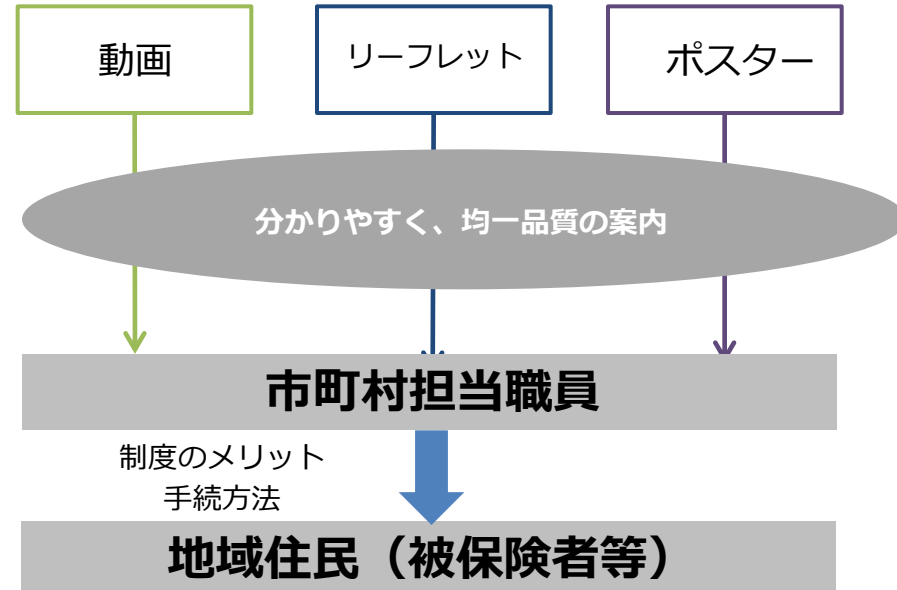 動画
リーフレット
ポスター
分かりやすく、均一品質の案内
市町村担当職員
制度のメリット
手続方法
地域住民（被保険者等）